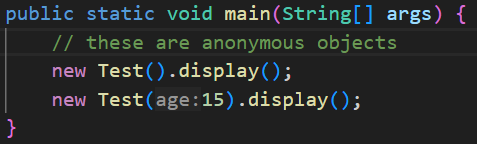 public static void main(String[] args) {
// these are anonymous objects
new Test().display();
new Test(age:15).display();
}